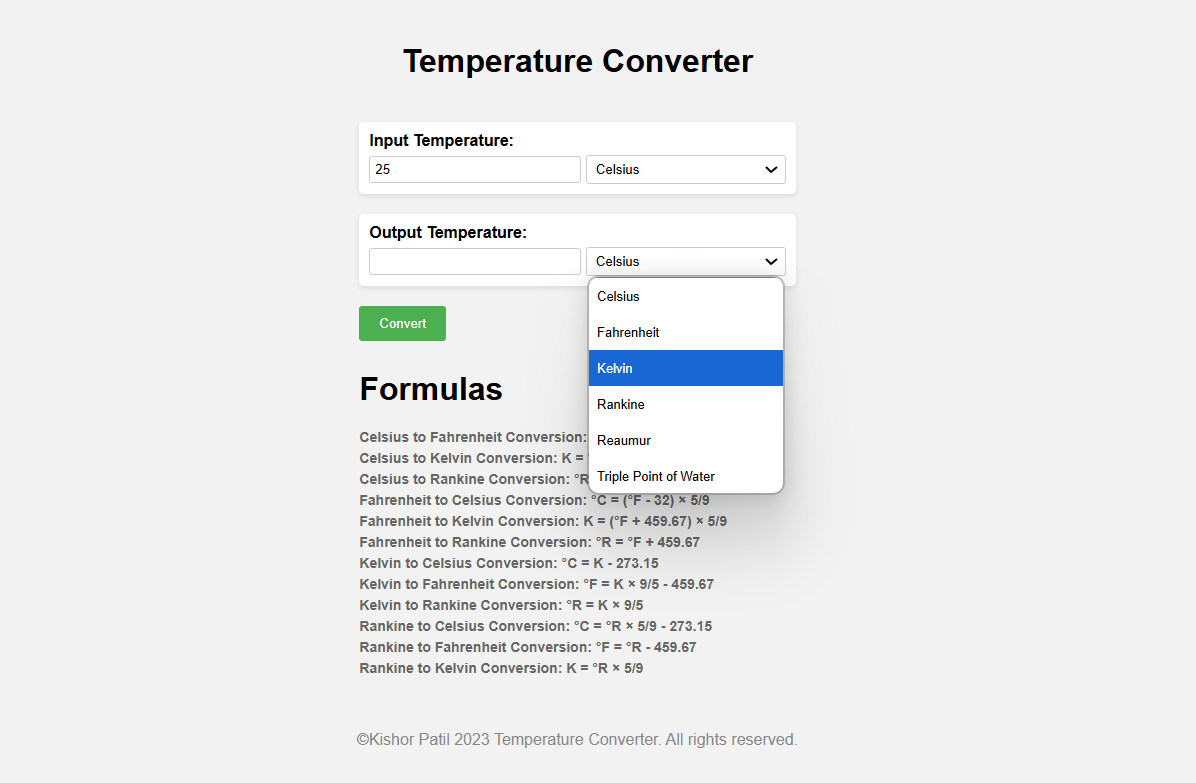 Temperature Converter
Input Temperature:
25 Celsius
Output Temperature:
Celsius
Celsius
Fahrenheit
Kelvin
Rankine
Reaumur
Triple Point of Water
Convert
Formulas
Celsius to Fahrenheit Conversion:
Celsius to Kelvin Conversion: K =
Celsius to Rankine Conversion: °R
Fahrenheit to Celsius Conversion: °C = (°F - 32) × 5/9
Fahrenheit to Kelvin Conversion: K = (°F + 459.67) × 5/9
Fahrenheit to Rankine Conversion: °R = °F + 459.67
Kelvin to Celsius Conversion: °C = K - 273.15
Kelvin to Fahrenheit Conversion: °F = K × 9/5 - 459.67
Kelvin to Rankine Conversion: °R = K × 9/5
Rankine to Celsius Conversion: °C = °R × 5/9 - 273.15
Rankine to Fahrenheit Conversion: °F = °R - 459.67
Rankine to Kelvin Conversion: K = °R × 5/9
©Kishor Patil 2023 Temperature Converter. All rights reserved.